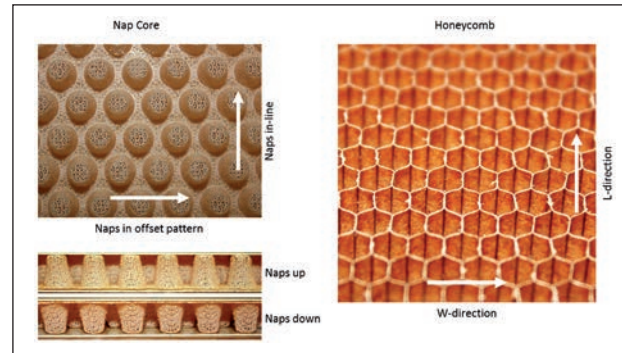 Nap Core
Honeycomb
Naps in-line
Naps in offset pattern
Naps up
Naps down
L-direction
W-direction